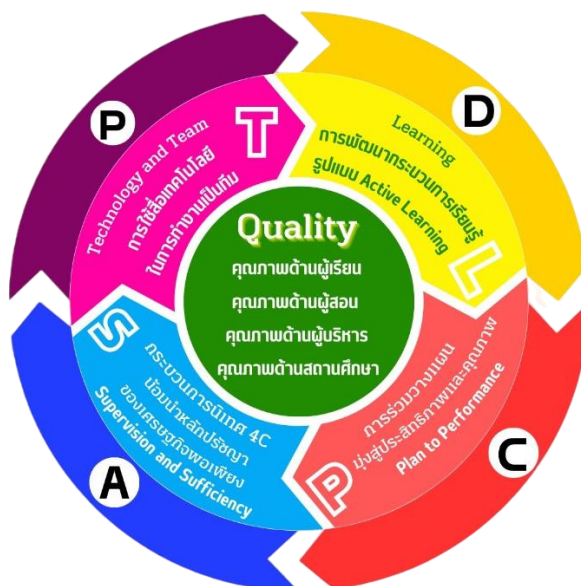 P
D
C
A
T
Technology and Team
การใช้สื่อเทคโนโลยี
ในการทำงานเป็นทีม
L
Learning
การพัฒนากระบวนการเรียนรู้
รูปแบบ Active Learning
P
การร่วมวางแผน
มุ่งสู่ประสิทธิภาพและคุณภาพ
Plan to Performance
S
กระบวนการนิเทศ 4C
น้อมนำหลักปรัชญา
ของเศรษฐกิจพอเพียง
Supervision and Sufficiency
Quality
คุณภาพด้านผู้เรียน
คุณภาพด้านผู้สอน
คุณภาพด้านผู้บริหาร
คุณภาพด้านสถานศึกษา